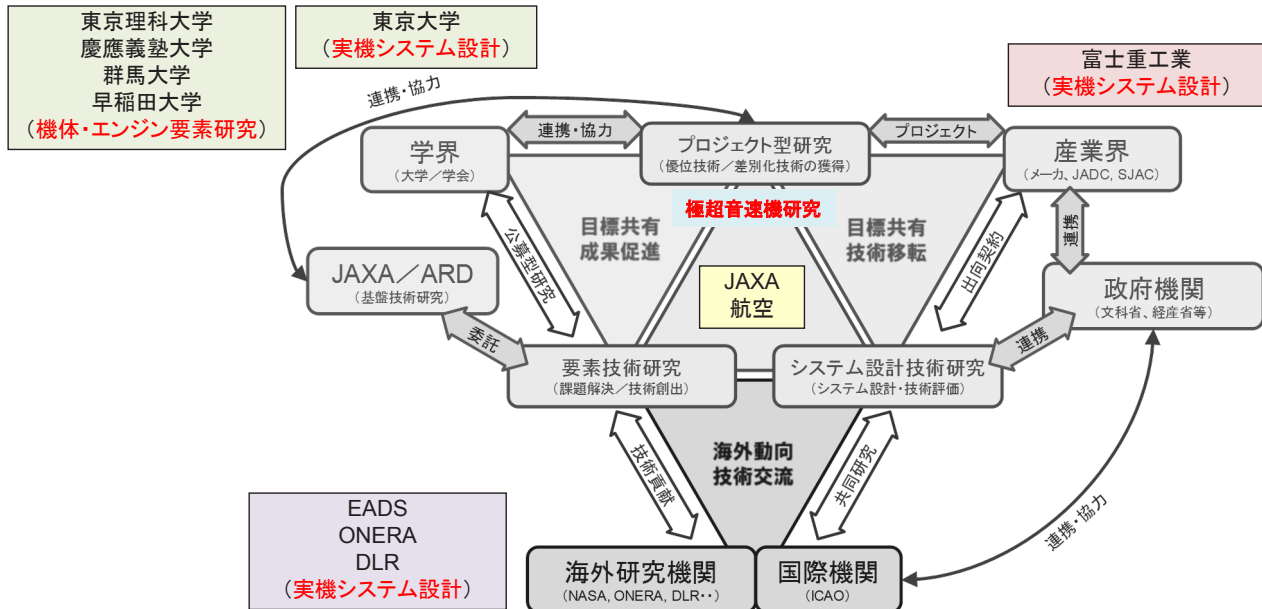 東京理科大学
慶應義塾大学
群馬大学
早稲田大学
（機体・エンジン要素研究）
東京大学
（実機システム設計）
富士重工業
（実機システム設計）
連携・協力
学界
（大学／学会）
連携・協力
プロジェクト型研究
（優位技術／差別化技術の獲得）
プロジェクト
産業界
（メーカ、JADC, SJAC）
極超音速機研究
目標共有
成果促進
目標共有
技術移転
公募型研究
出向契約
連携
JAXA／ARD
（基盤技術研究）
JAXA
航空
政府機関
（文科省、経産省等）
委託
連携
要素技術研究
（課題解決／技術創出）
システム設計技術研究
（システム設計・技術評価）
海外動向
技術交流
技術貢献
共同研究
連携・協力
EADS
ONERA
DLR
（実機システム設計）
海外研究機関
（NASA, ONERA, DLR・・）
国際機関
（ICAO）